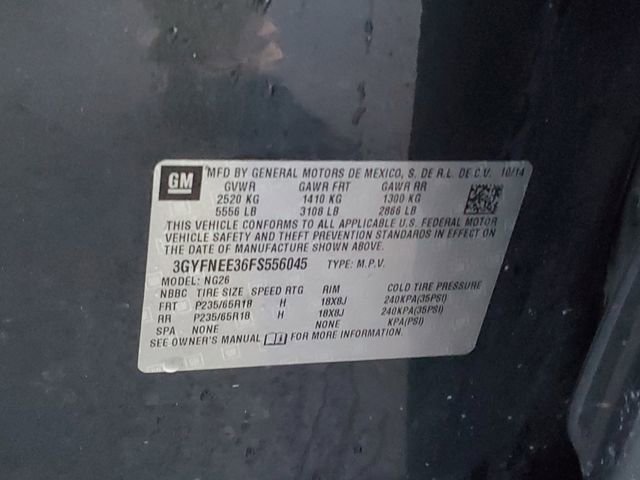 GM
MFD BY GENERAL MOTORS DE MEXICO, S. DE R.L. DE C.V. 10/14
GVWR GAWR FRT GAWR RR
2520 KG 1410 KG 1300 KG
5556 LB 3108 LB 2866 LB
THIS VEHICLE CONFORMS TO ALL APPLICABLE U.S. FEDERAL MOTOR
VEHICLE SAFETY AND THEFT PREVENTION STANDARDS IN EFFECT ON
THE DATE OF MANUFACTURE SHOWN ABOVE.
3GYFNEE36FS556045 TYPE: M.P.V.
MODEL: NG26
NBBC TIRE SIZE SPEED RTG RIM COLD TIRE PRESSURE
FRT P235/65R18 H 18X8J 240KPA(35PSI)
RR P235/65R18 H 18X8J 240KPA(35PSI)
SPA NONE NONE KPA(PSI)
SEE OWNER'S MANUAL FOR MORE INFORMATION.